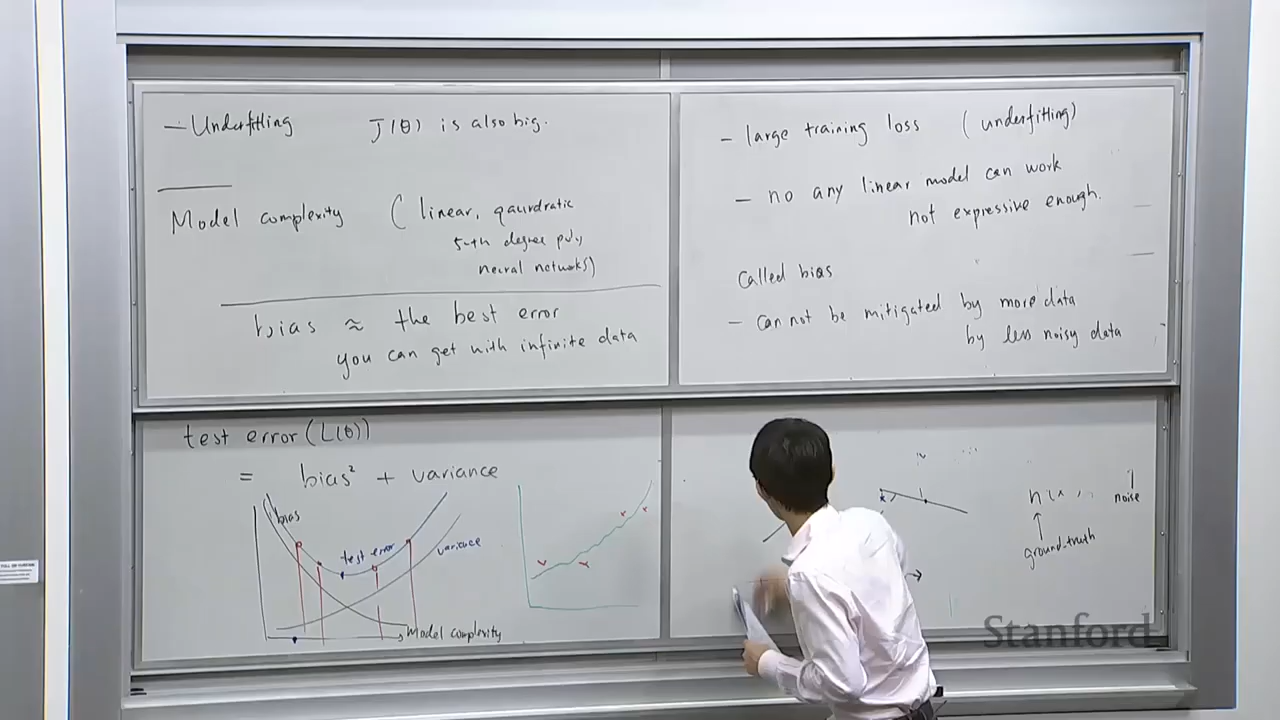 — Underfitting J(θ) is also big.
Model complexity ( linear, qaurdratic
5-th degree poly
neural networks)
bias ≈ the best error
you can get with infinite data
- large training loss (underfitting)
- no any linear model can work
not expressive enough.
Called bias
- can not be mitigated by more data
by less noisy data
test error (L(θ))
= bias² + variance
bias
test error
variance
Model complexity
noise
ground-truth
Stanford